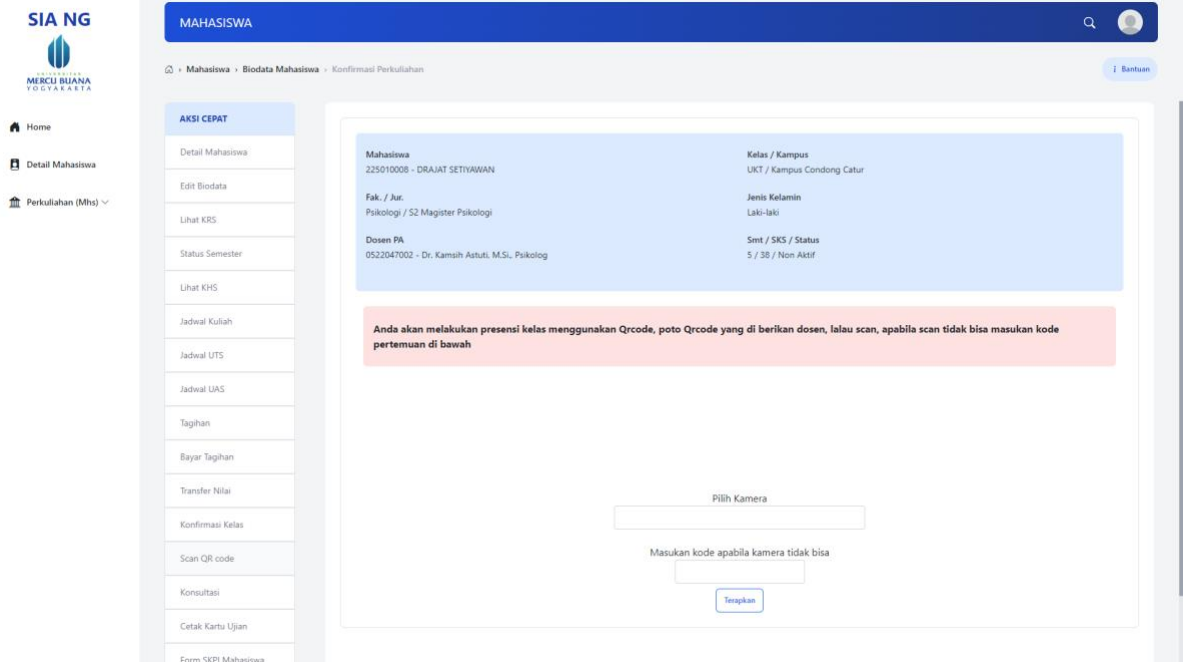 SIA NG
UNIVERSITAS
MERCU BUANA
YOGYAKARTA
Home
Detail Mahasiswa
Perkuliahan (Mhs)
MAHASISWA
Mahasiswa › Biodata Mahasiswa › Konfirmasi Perkuliahan
i Bantuan
AKSI CEPAT
Detail Mahasiswa
Edit Biodata
Lihat KRS
Status Semester
Lihat KHS
Jadwal Kuliah
Jadwal UTS
Jadwal UAS
Tagihan
Bayar Tagihan
Transfer Nilai
Konfirmasi Kelas
Scan QR code
Konsultasi
Cetak Kartu Ujian
Form SKPI Mahasiswa
Mahasiswa
225010008 - DRAJAT SETIYAWAN
Fak. / Jur.
Psikologi / S2 Magister Psikologi
Dosen PA
0522047002 - Dr. Kamsih Astuti, M.Si., Psikolog
Kelas / Kampus
UKT / Kampus Condong Catur
Jenis Kelamin
Laki-laki
Smt / SKS / Status
5 / 38 / Non Aktif
Anda akan melakukan presensi kelas menggunakan Qrcode, poto Qrcode yang di berikan dosen, lalau scan, apabila scan tidak bisa masukan kode
pertemuan di bawah
Pilih Kamera
Masukan kode apabila kamera tidak bisa
Terapkan